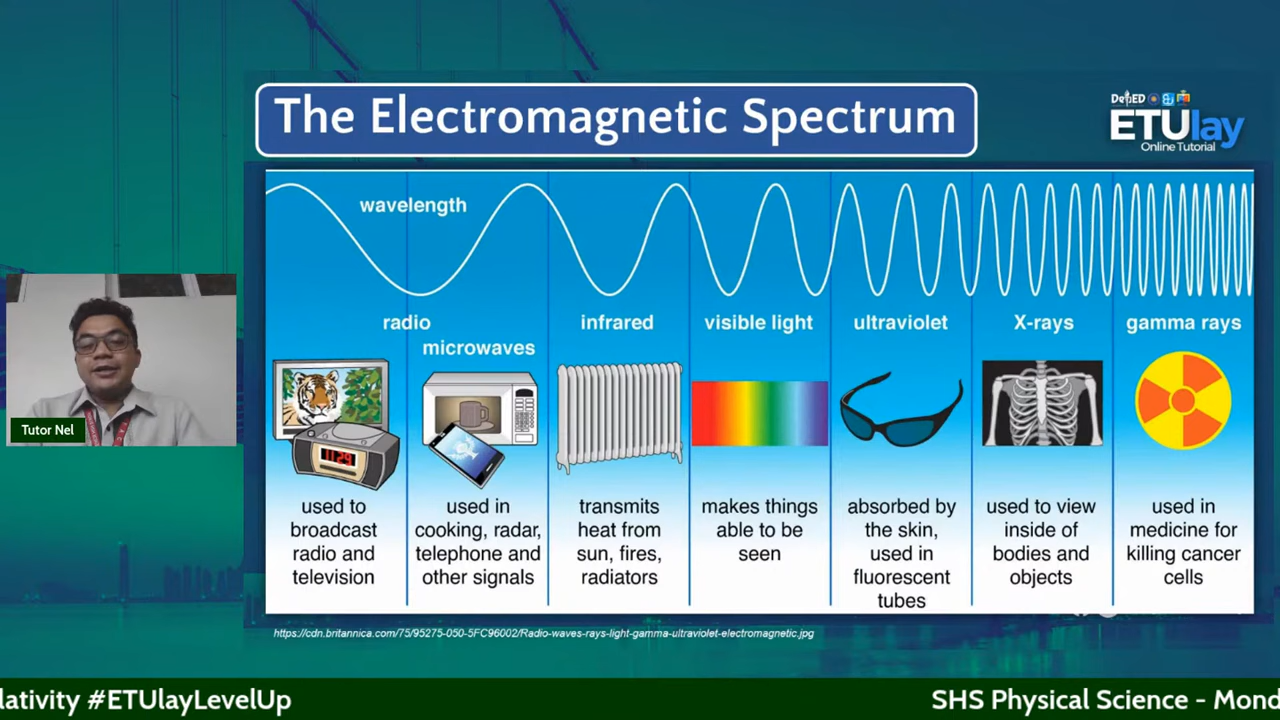 The Electromagnetic Spectrum
DepED
ETUlay
Online Tutorial
wavelength
radio
microwaves
infrared
visible light
ultraviolet
X-rays
gamma rays
11:29
used to
broadcast
radio and
television
used in
cooking, radar,
telephone and
other signals
transmits
heat from
sun, fires,
radiators
makes things
able to be
seen
absorbed by
the skin,
used in
fluorescent
tubes
used to view
inside of
bodies and
objects
used in
medicine for
killing cancer
cells
Tutor Nel
https://cdn.britannica.com/75/95275-050-5FC96002/Radio-waves-rays-light-gamma-ultraviolet-electromagnetic.jpg
lativity #ETUlayLevelUp
SHS Physical Science - Mond